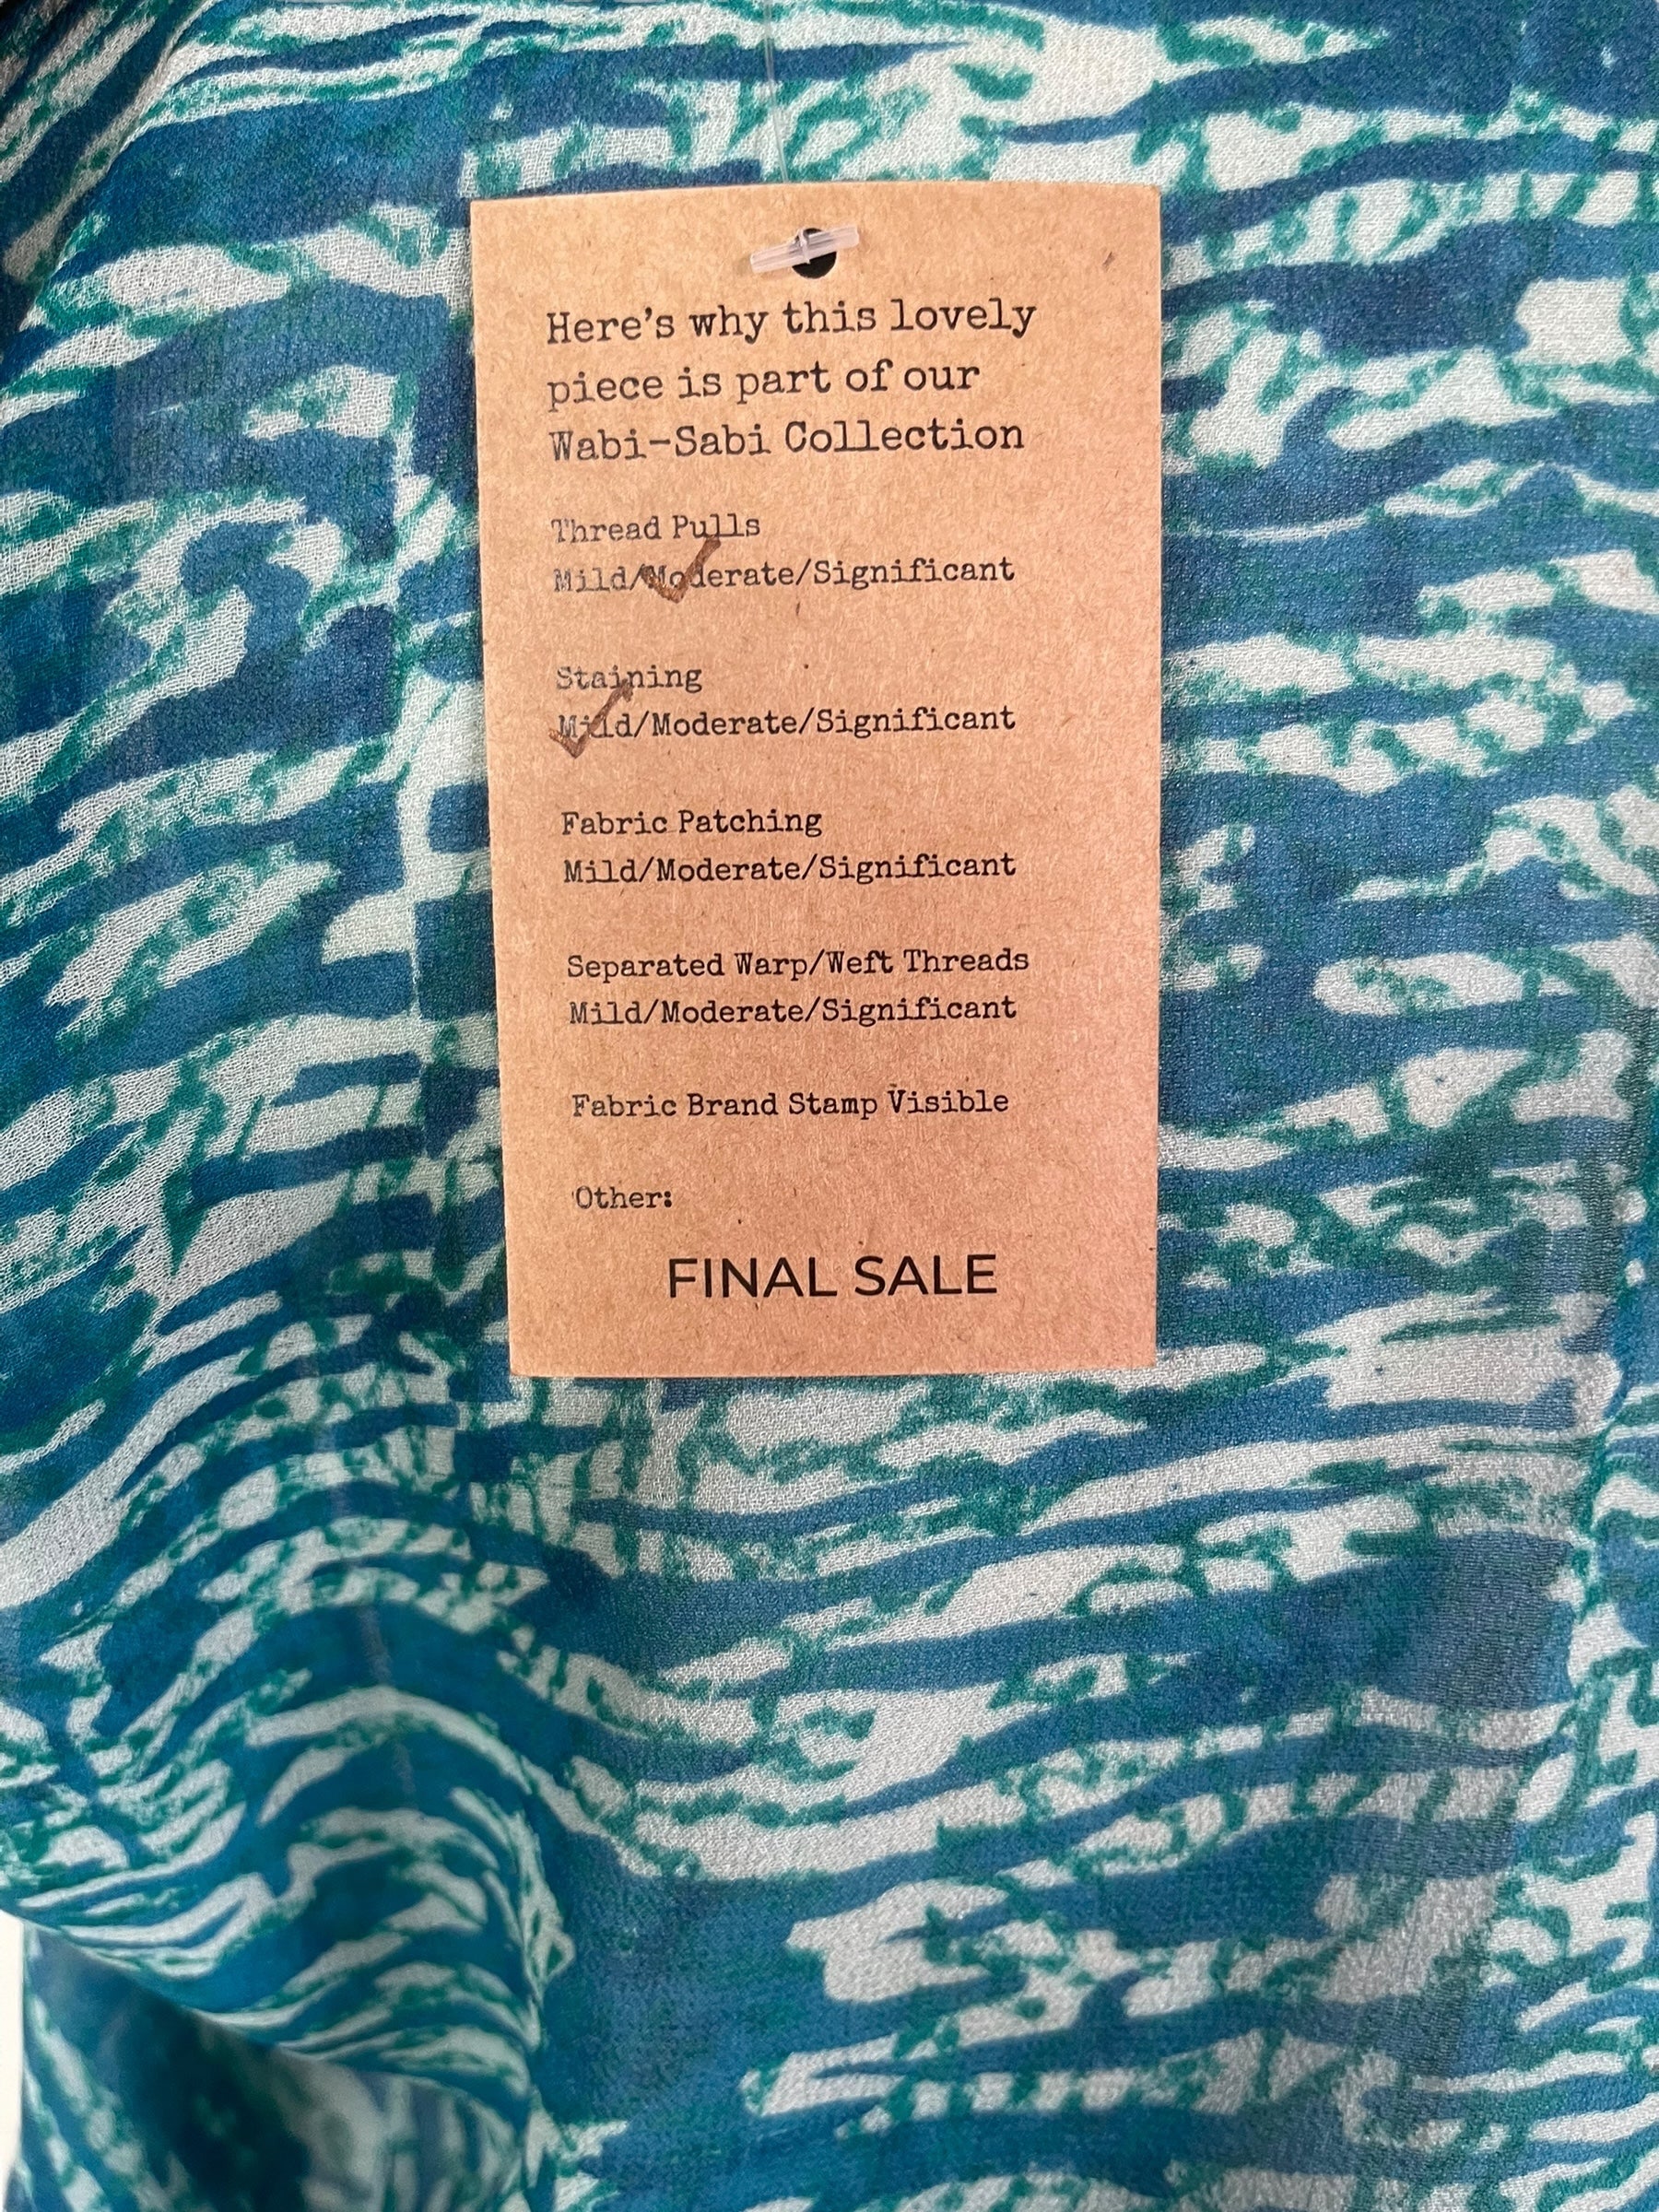 Here's why this lovely
piece is part of our
Wabi-Sabi Collection
Thread Pulls
Mild/Moderate/Significant
Staining
Mild/Moderate/Significant
Fabric Patching
Mild/Moderate/Significant
Separated Warp/Weft Threads
Mild/Moderate/Significant
Fabric Brand Stamp Visible
Other:
FINAL SALE